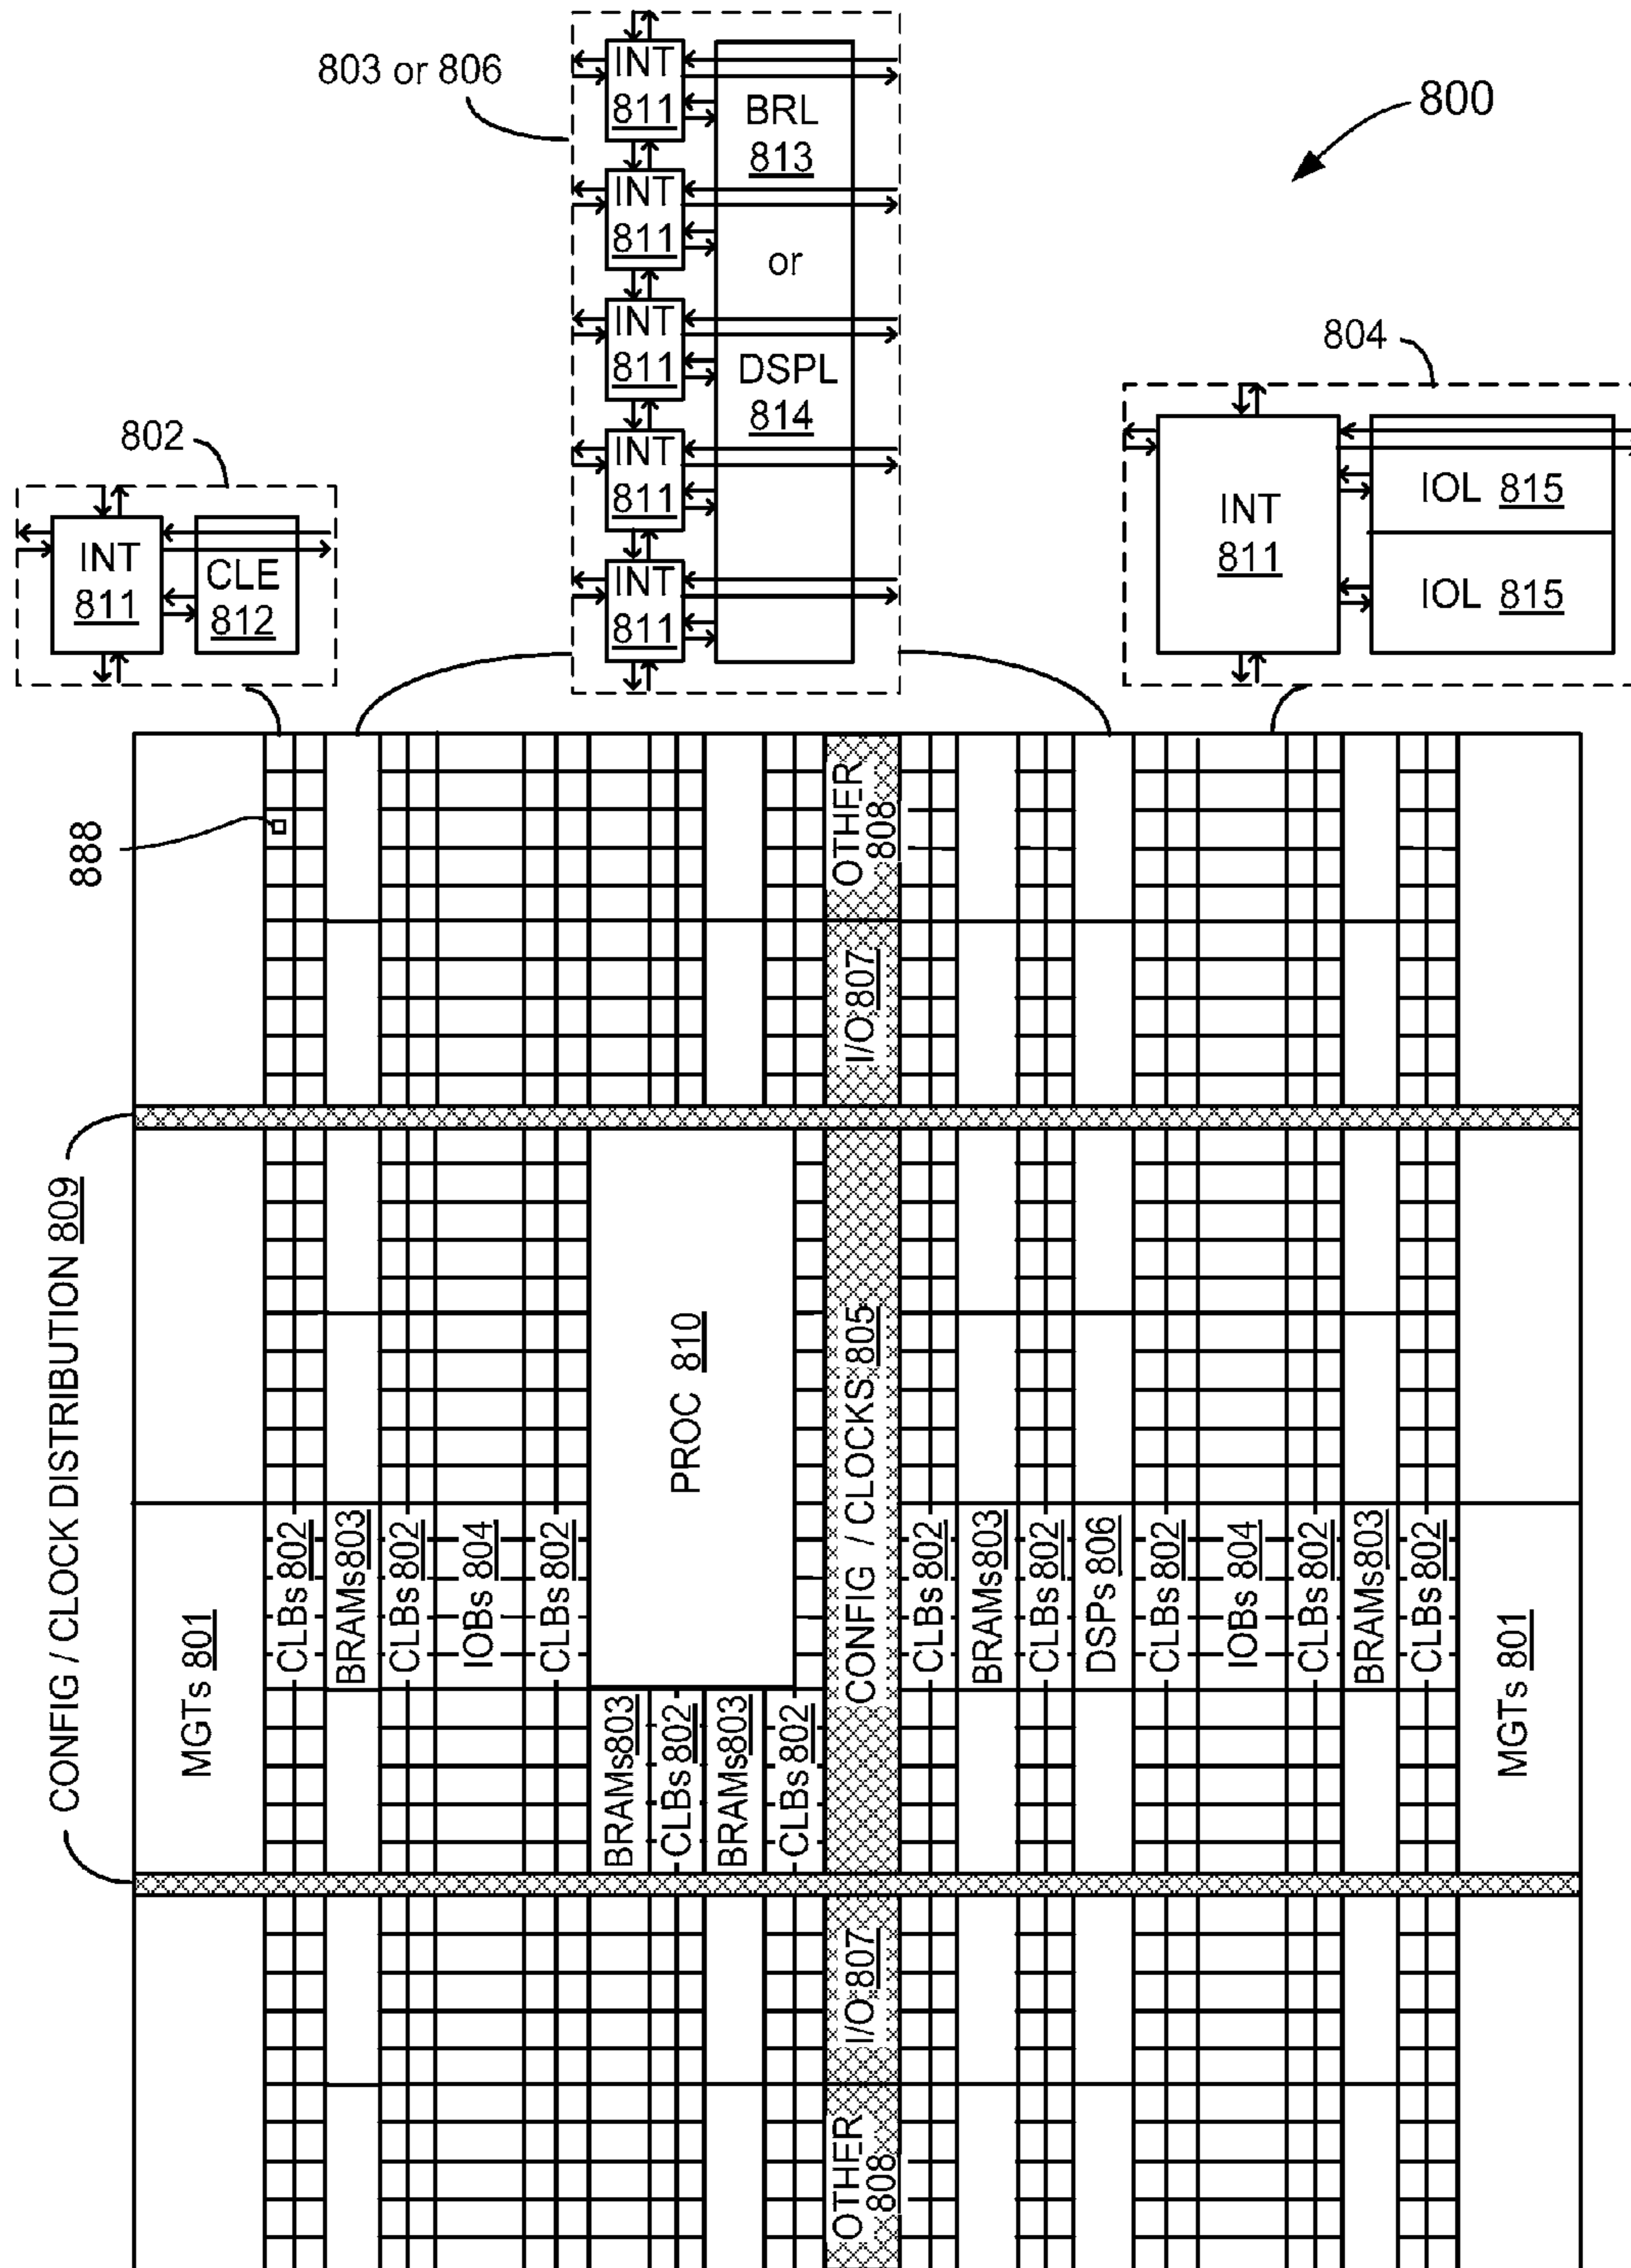 803 or 806
800
INT
811
INT
811
INT
811
INT
811
INT
811
BRL
813
or
DSPL
814
804
INT
811
IOL 815
IOL 815
802
INT
811
CLE
812
888
OTHER
808
I/O 807
CONFIG / CLOCK DISTRIBUTION 809
PROC 810
CONFIG / CLOCKS 805
MGTs 801
CLBs 802
BRAMs 803
CLBs 802
IOBs 804
CLBs 802
BRAMs 803
CLBs 802
BRAMs 803
CLBs 802
CLBs 802
BRAMs 803
CLBs 802
DSPs 806
CLBs 802
IOBs 804
CLBs 802
BRAMs 803
CLBs 802
MGTs 801
I/O 807
OTHER
808